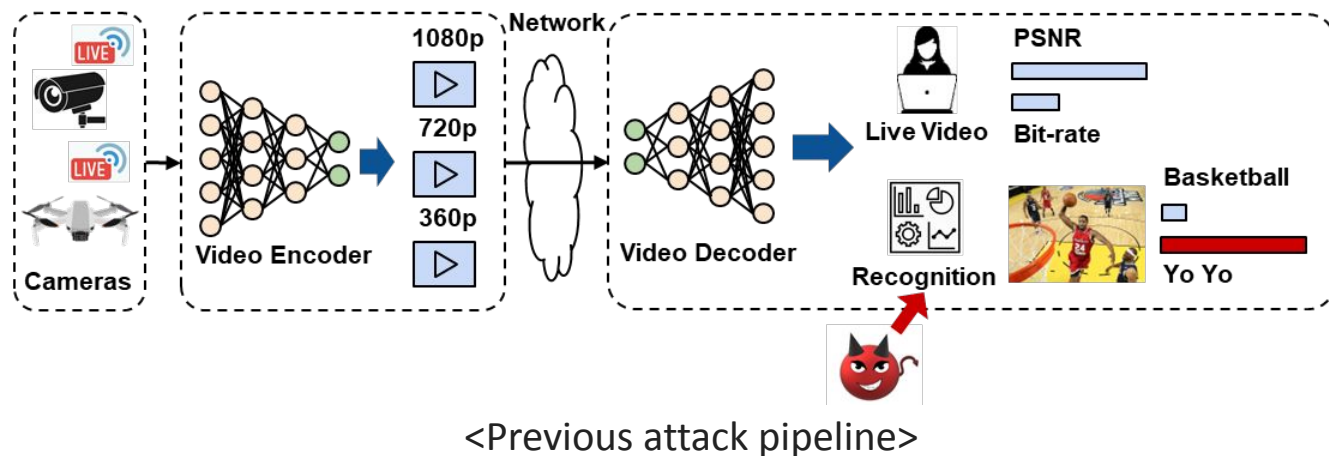 LIVE
LIVE
Cameras
Video Encoder
1080p
720p
360p
Network
Video Decoder
Live Video
PSNR
Bit-rate
Recognition
24
Basketball
Yo Yo
<Previous attack pipeline>